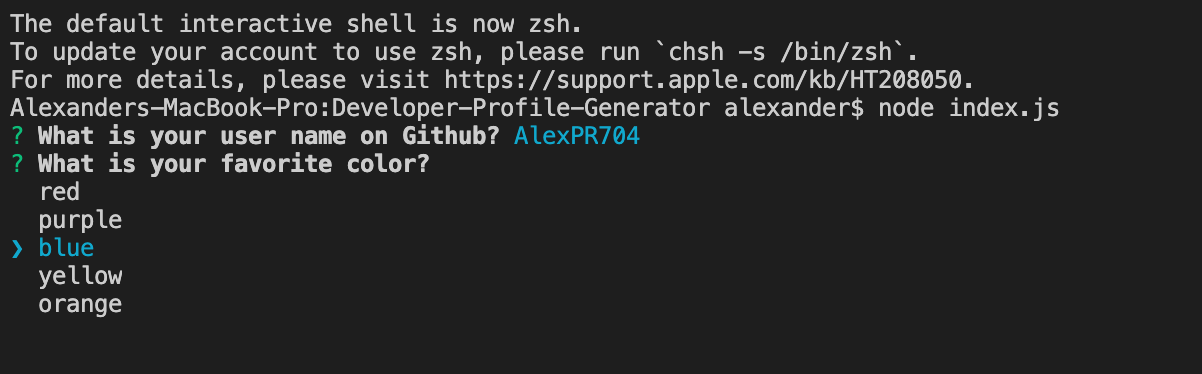 The default interactive shell is now zsh.
To update your account to use zsh, please run `chsh -s /bin/zsh`.
For more details, please visit https://support.apple.com/kb/HT208050.
Alexanders-MacBook-Pro:Developer-Profile-Generator alexander$ node index.js
? What is your user name on Github? AlexPR704
? What is your favorite color?
red
purple
❯ blue
yellow
orange